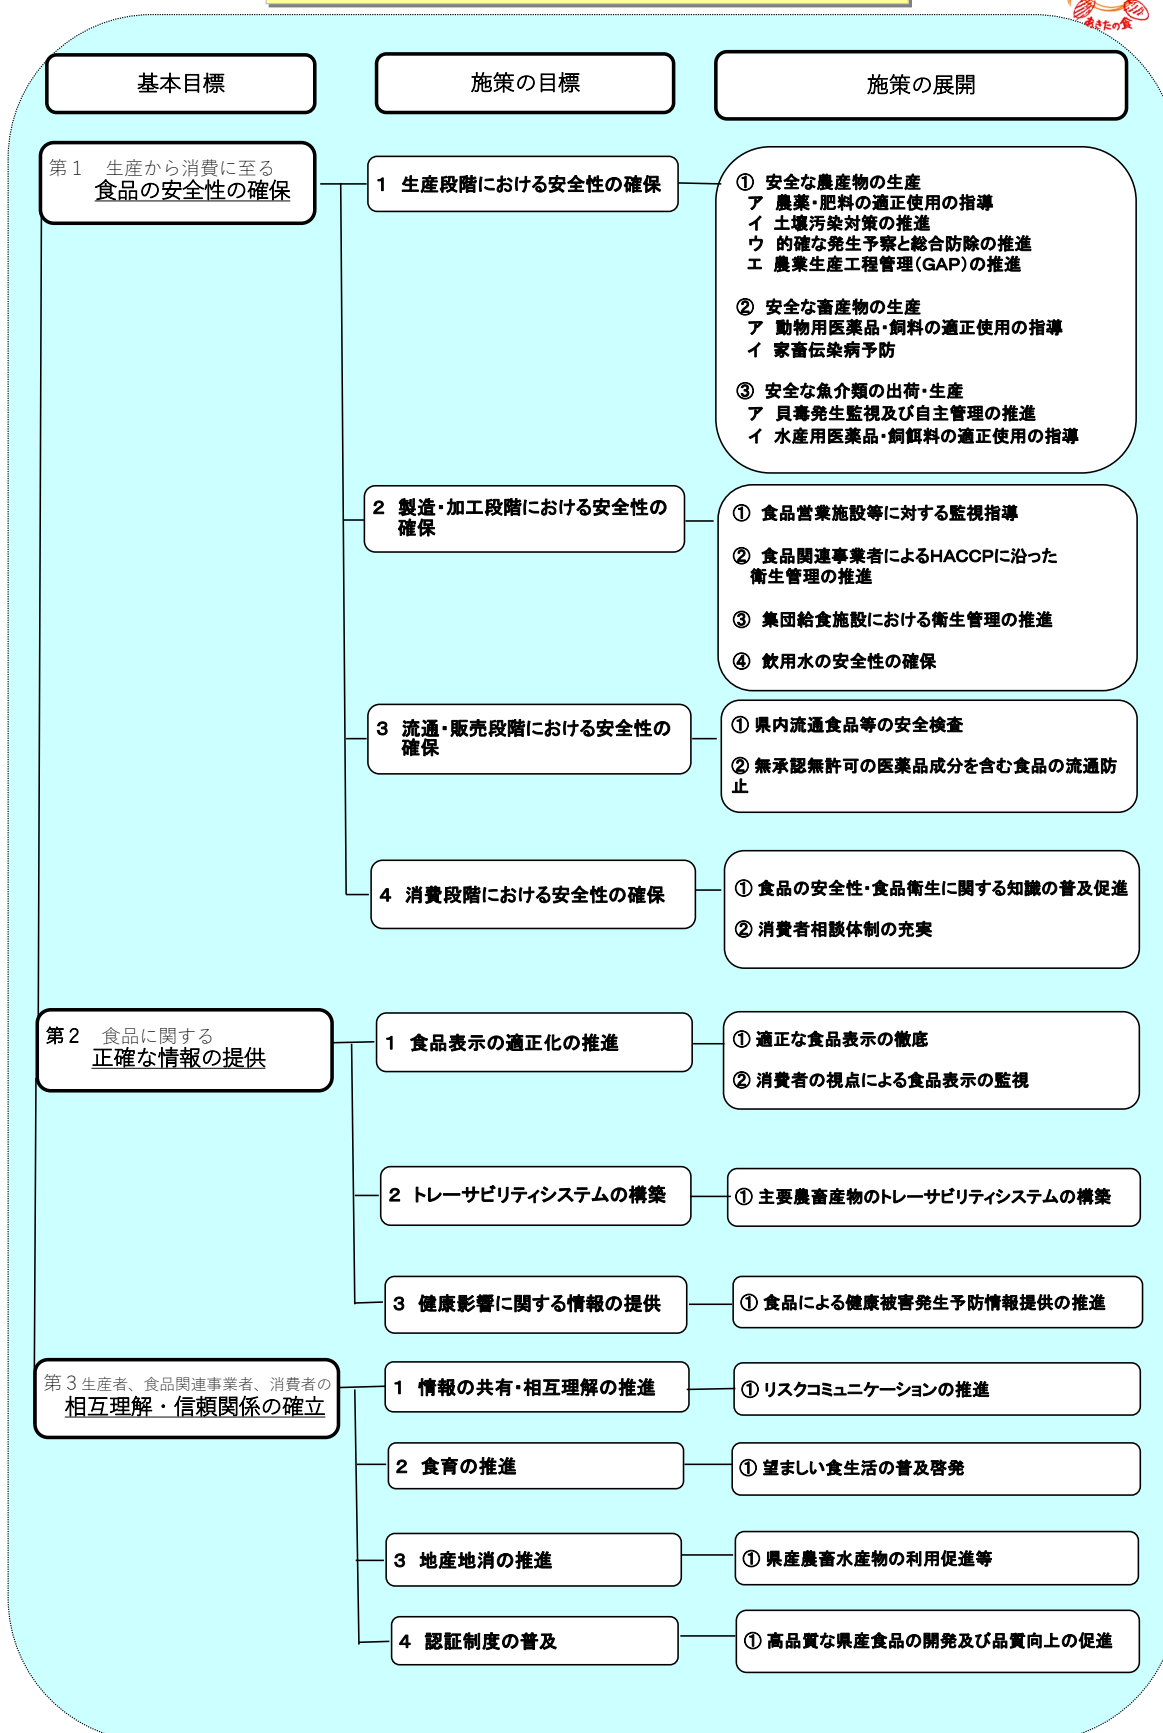 あきたの食
基本目標
施策の目標
施策の展開
第１　生産から消費に至る
食品の安全性の確保
1 生産段階における安全性の確保
① 安全な農産物の生産
ア 農薬・肥料の適正使用の指導
イ 土壌汚染対策の推進
ウ 的確な発生予察と総合防除の推進
エ 農業生産工程管理（GAP）の推進
② 安全な畜産物の生産
ア 動物用医薬品・飼料の適正使用の指導
イ 家畜伝染病予防
③ 安全な魚介類の出荷・生産
ア 貝毒発生監視及び自主管理の推進
イ 水産用医薬品・飼餌料の適正使用の指導
2 製造・加工段階における安全性の
確保
① 食品営業施設等に対する監視指導
② 食品関連事業者によるHACCPに沿った
衛生管理の推進
③ 集団給食施設における衛生管理の推進
④ 飲用水の安全性の確保
3 流通・販売段階における安全性の
確保
① 県内流通食品等の安全検査
② 無承認無許可の医薬品成分を含む食品の流通防
止
4 消費段階における安全性の確保
① 食品の安全性・食品衛生に関する知識の普及促進
② 消費者相談体制の充実
第２　食品に関する
正確な情報の提供
1 食品表示の適正化の推進
① 適正な食品表示の徹底
② 消費者の視点による食品表示の監視
2 トレーサビリティシステムの構築
① 主要農畜産物のトレーサビリティシステムの構築
3 健康影響に関する情報の提供
① 食品による健康被害発生予防情報提供の推進
第３生産者、食品関連事業者、消費者の
相互理解・信頼関係の確立
1 情報の共有・相互理解の推進
① リスクコミュニケーションの推進
2 食育の推進
① 望ましい食生活の普及啓発
3 地産地消の推進
① 県産農畜水産物の利用促進等
4 認証制度の普及
① 高品質な県産食品の開発及び品質向上の促進